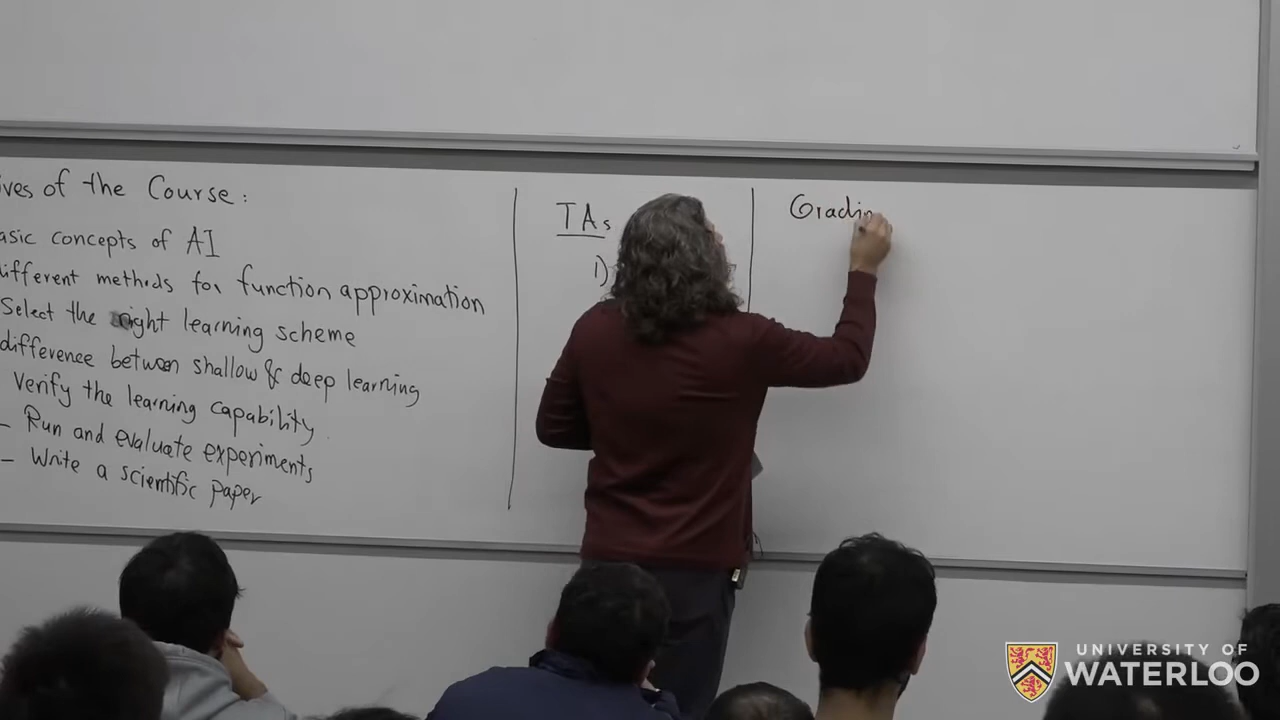 ives of the Course:
asic concepts of AI
ifferent methods for function approximation
Select the right learning scheme
difference between shallow & deep learning
Verify the learning capability
- Run and evaluate experiments
- Write a scientific paper
TAs
1)
Gradin
UNIVERSITY OF
WATERLOO